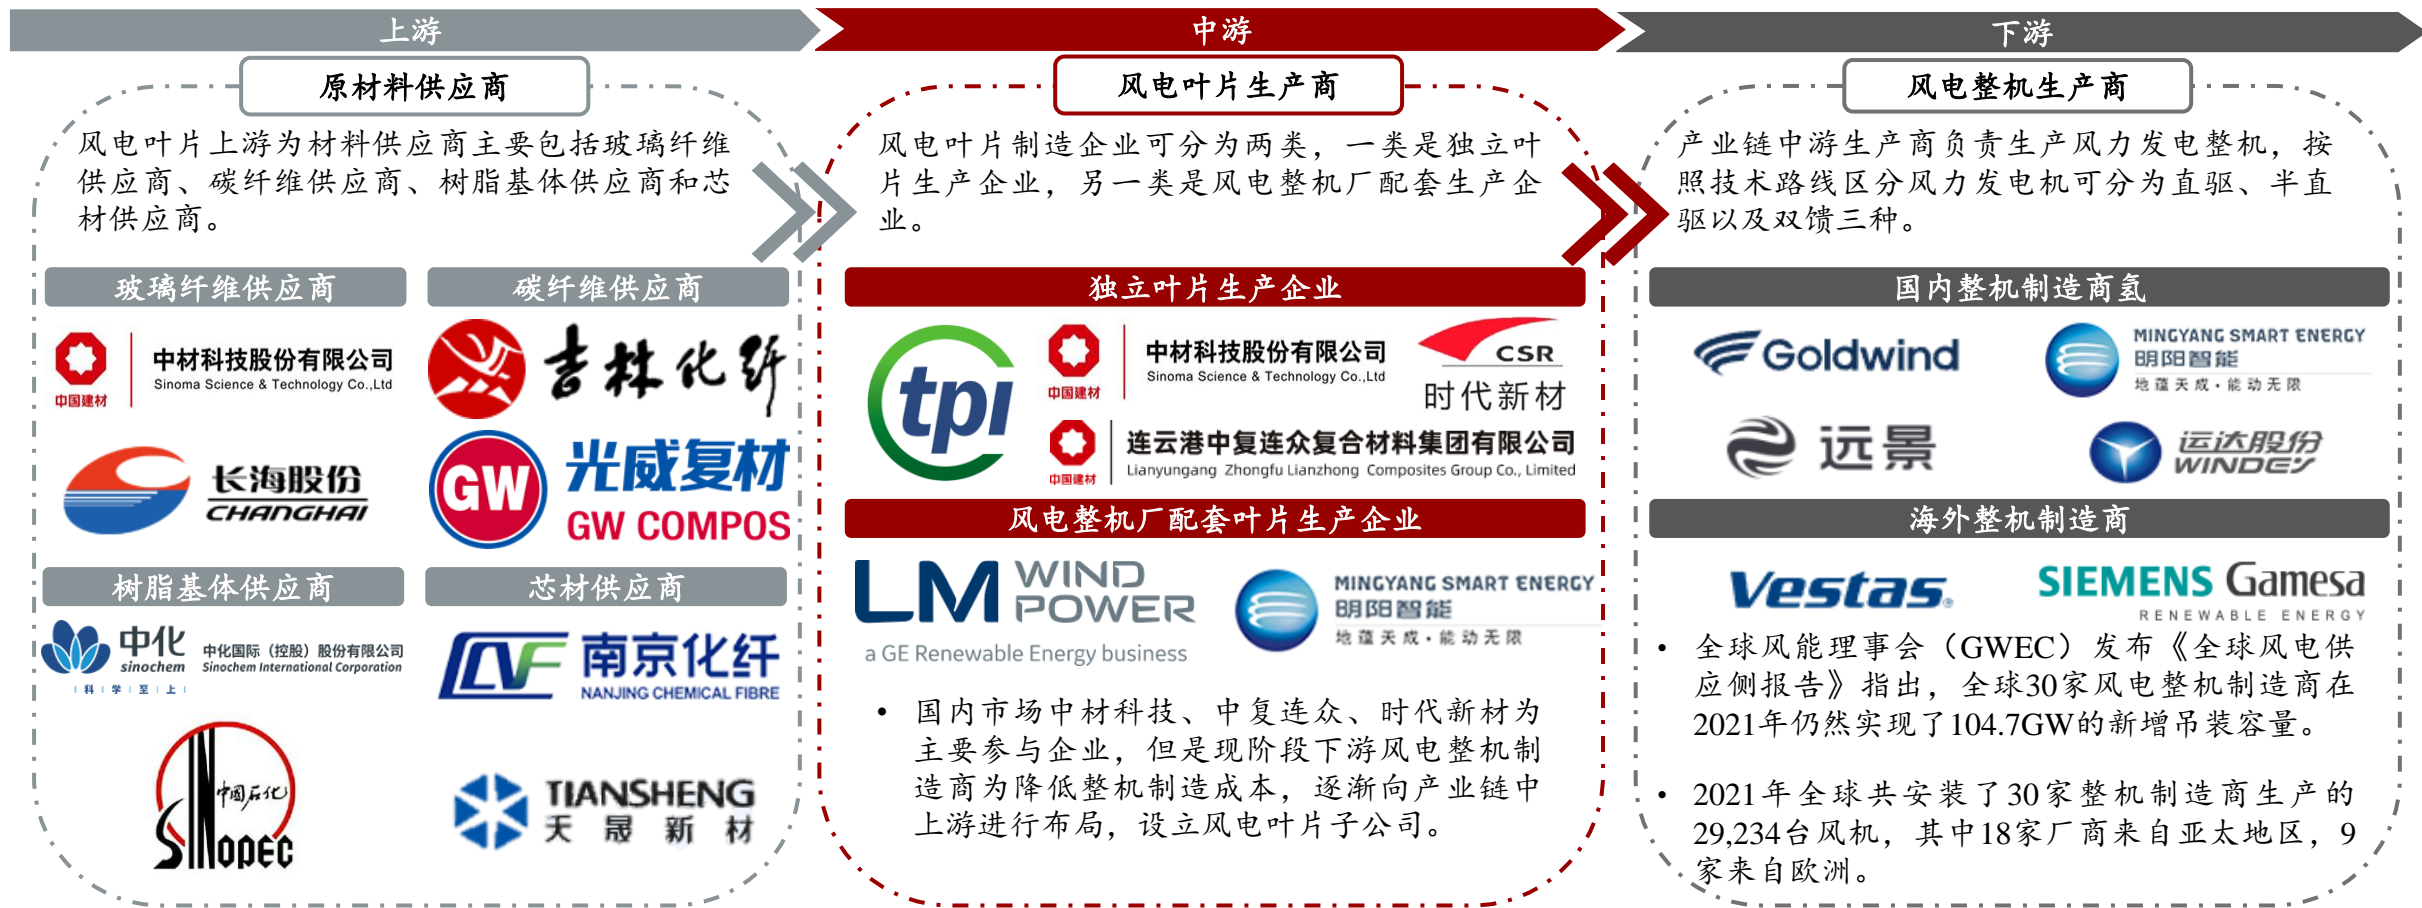 上游
中游
下游
原材料供应商
风电叶片上游为材料供应商主要包括玻璃纤维
供应商、碳纤维供应商、树脂基体供应商和芯
材供应商。
玻璃纤维供应商
中国建材
中材科技股份有限公司
Sinoma Science & Technology Co.,Ltd
长海股份
CHANGHAI
碳纤维供应商
吉林化纤
GW
光威复材
GW COMPOS
树脂基体供应商
中化
sinochem
科 学 至 上
中化国际（控股）股份有限公司
Sinochem International Corporation
中国石化
SINOPEC
芯材供应商
南京化纤
NANJING CHEMICAL FIBRE
TIANSHENG
天晟新材
风电叶片生产商
风电叶片制造企业可分为两类，一类是独立叶
片生产企业，另一类是风电整机厂配套生产企
业。
独立叶片生产企业
tpi
中国建材
中材科技股份有限公司
Sinoma Science & Technology Co.,Ltd
CSR
时代新材
中国建材
连云港中复连众复合材料集团有限公司
Lianyungang Zhongfu Lianzhong Composites Group Co., Limited
风电整机厂配套叶片生产企业
LM WIND POWER
a GE Renewable Energy business
MINGYANG SMART ENERGY
明阳智能
地蕴天成·能动无限
• 国内市场中材科技、中复连众、时代新材为
主要参与企业，但是现阶段下游风电整机制
造商为降低整机制造成本，逐渐向产业链中
上游进行布局，设立风电叶片子公司。
风电整机生产商
产业链中游生产商负责生产风力发电整机，按
照技术路线区分风力发电机可分为直驱、半直
驱以及双馈三种。
国内整机制造商氢
Goldwind
MINGYANG SMART ENERGY
明阳智能
地蕴天成·能动无限
远景
运达股份
WINDEY
海外整机制造商
Vestas®
SIEMENS Gamesa
RENEWABLE ENERGY
• 全球风能理事会（GWEC）发布《全球风电供
应侧报告》指出，全球30家风电整机制造商在
2021年仍然实现了104.7GW的新增吊装容量。
• 2021年全球共安装了30家整机制造商生产的
29,234台风机，其中18家厂商来自亚太地区，9
家来自欧洲。